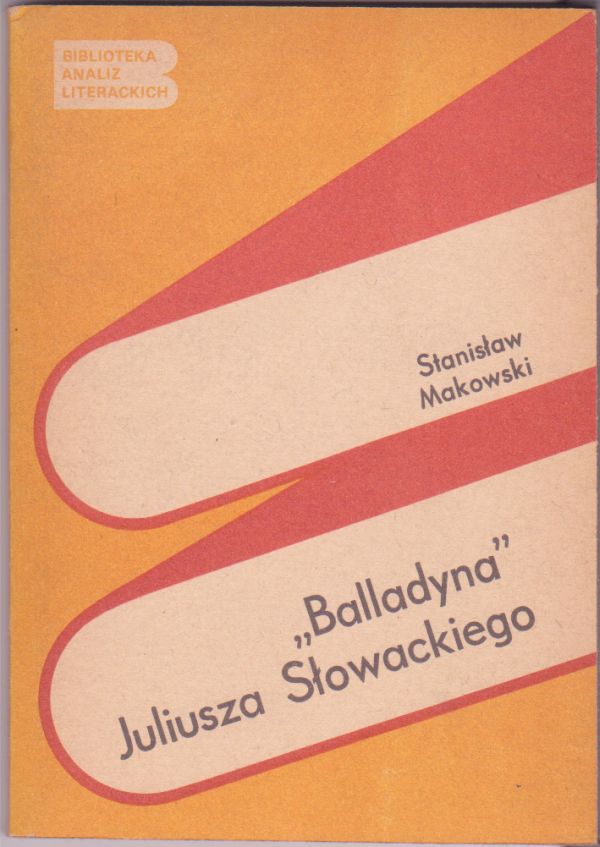 BIBLIOTEKA
ANALIZ
LITERACKICH
Stanisław
Makowski
„Balladyna”
Juliusza Słowackiego